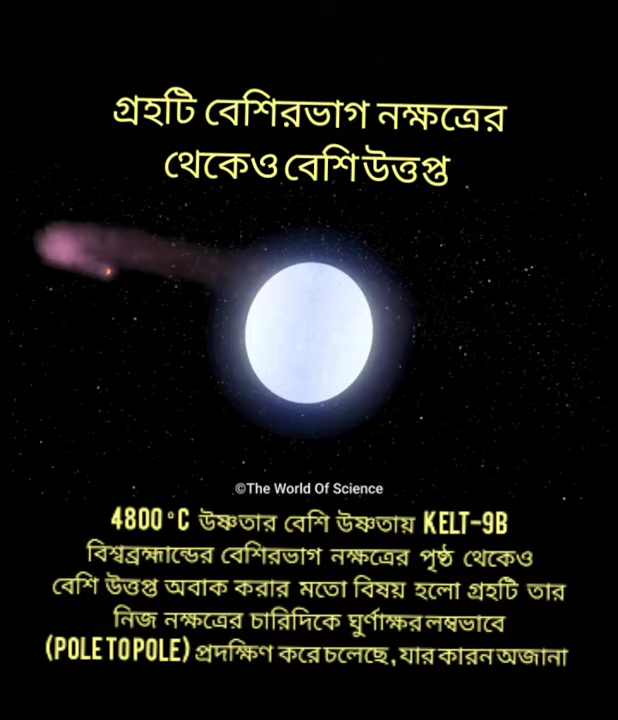 গ্রহটি বেশিরভাগ নক্ষত্রের
থেকেও বেশি উত্তপ্ত
©The World Of Science
4800°C উষ্ণতার বেশি উষ্ণতায় KELT-9B
বিশ্বব্রহ্মান্ডের বেশিরভাগ নক্ষত্রের পৃষ্ঠ থেকেও
বেশি উত্তপ্ত অবাক করার মতো বিষয় হলো গ্রহটি তার
নিজ নক্ষত্রের চারিদিকে ঘুর্ণাক্ষর লম্বভাবে
(POLE TO POLE) প্রদক্ষিণ করে চলেছে, যার কারন অজানা